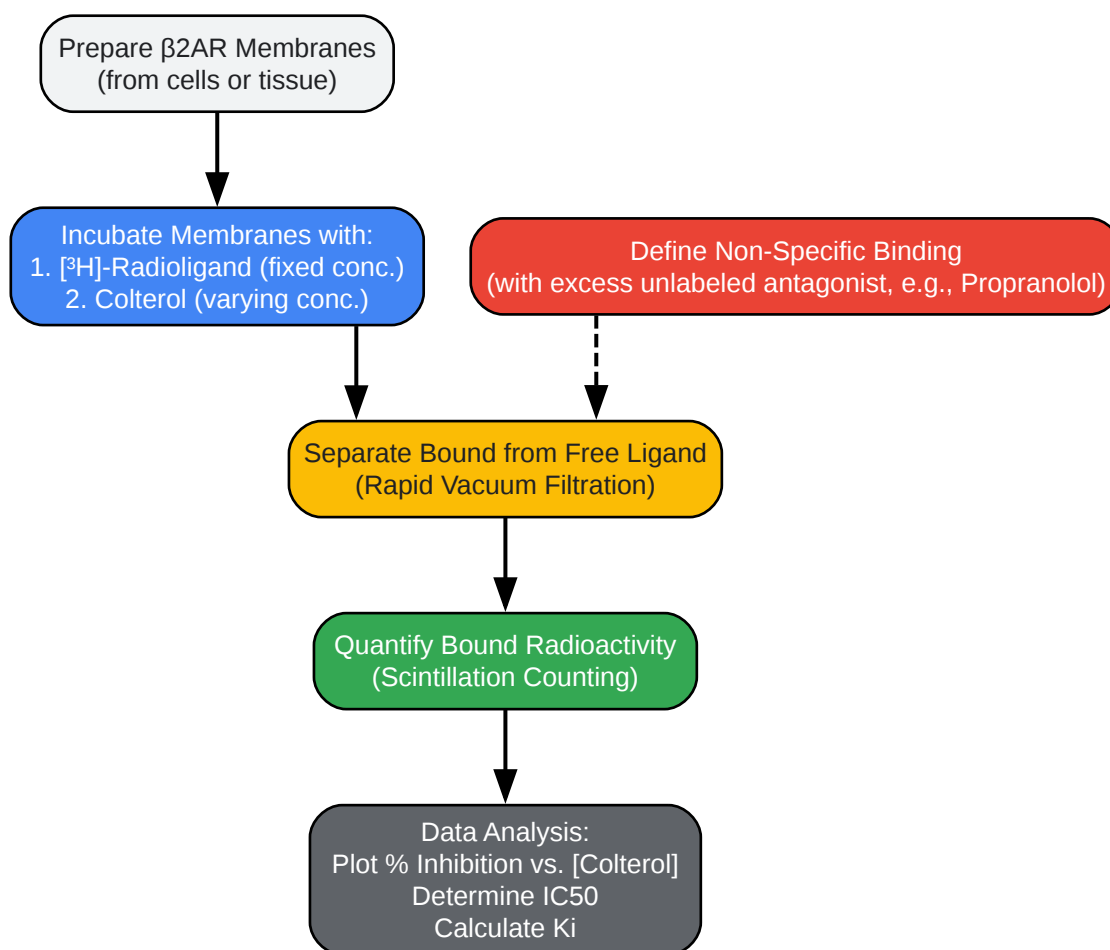 Prepare β2AR Membranes
(from cells or tissue)
Incubate Membranes with:
1. [³H]-Radioligand (fixed conc.)
2. Colterol (varying conc.)
Define Non-Specific Binding
(with excess unlabeled antagonist, e.g., Propranolol)
Separate Bound from Free Ligand
(Rapid Vacuum Filtration)
Quantify Bound Radioactivity
(Scintillation Counting)
Data Analysis:
Plot % Inhibition vs. [Colterol]
Determine IC50
Calculate Ki